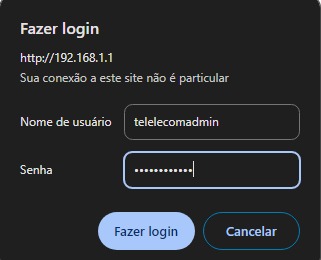 Fazer login
http://192.168.1.1
Sua conexão a este site não é particular
Nome de usuário telelecomadmin
Senha ••••••••••••
Fazer login Cancelar